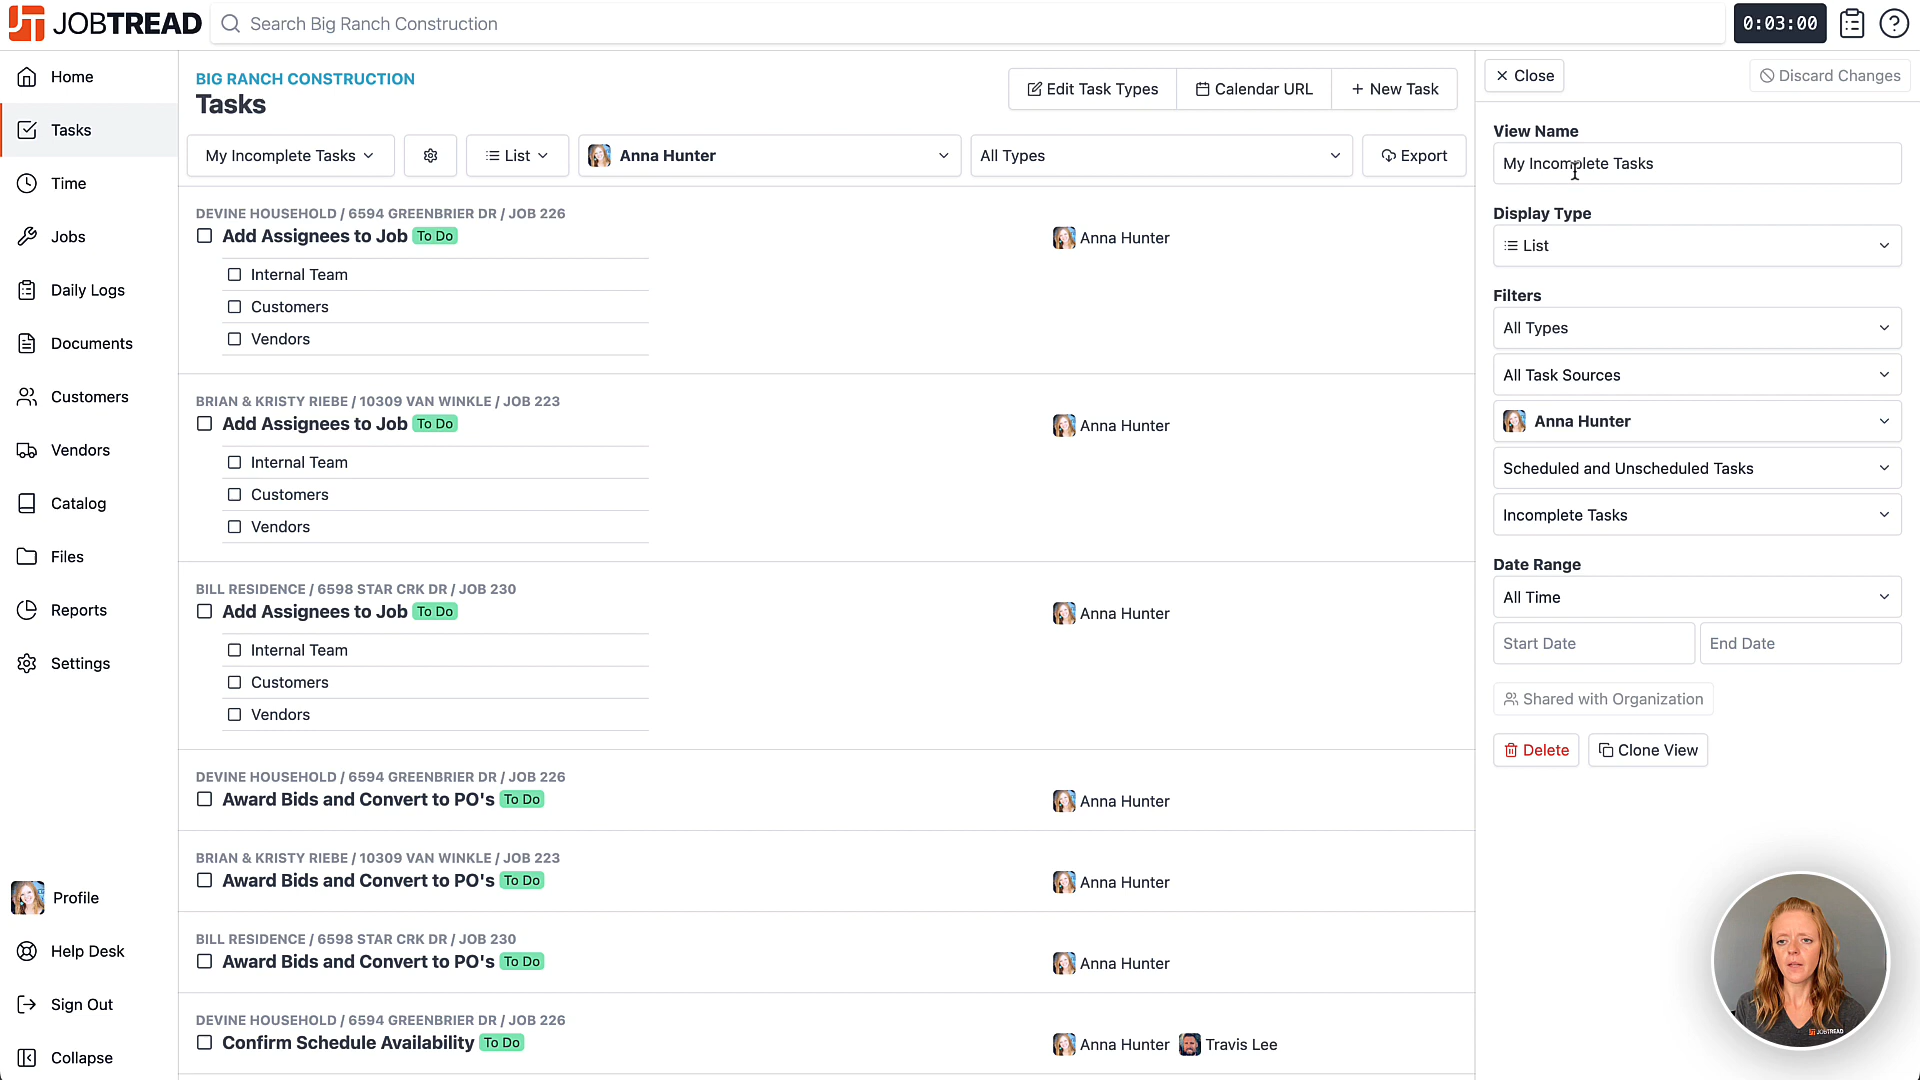 JOBTREAD
Search Big Ranch Construction
0:03:00
Home
Tasks
Time
Jobs
Daily Logs
Documents
Customers
Vendors
Catalog
Files
Reports
Settings
Profile
Help Desk
Sign Out
Collapse
BIG RANCH CONSTRUCTION
Tasks
Edit Task Types
Calendar URL
+ New Task
My Incomplete Tasks
List
Anna Hunter
All Types
Export
DEVINE HOUSEHOLD / 6594 GREENBRIER DR / JOB 226
Add Assignees to Job To Do
Anna Hunter
Internal Team
Customers
Vendors
BRIAN & KRISTY RIEBE / 10309 VAN WINKLE / JOB 223
Add Assignees to Job To Do
Anna Hunter
Internal Team
Customers
Vendors
BILL RESIDENCE / 6598 STAR CRK DR / JOB 230
Add Assignees to Job To Do
Anna Hunter
Internal Team
Customers
Vendors
DEVINE HOUSEHOLD / 6594 GREENBRIER DR / JOB 226
Award Bids and Convert to PO's To Do
Anna Hunter
BRIAN & KRISTY RIEBE / 10309 VAN WINKLE / JOB 223
Award Bids and Convert to PO's To Do
Anna Hunter
BILL RESIDENCE / 6598 STAR CRK DR / JOB 230
Award Bids and Convert to PO's To Do
Anna Hunter
DEVINE HOUSEHOLD / 6594 GREENBRIER DR / JOB 226
Confirm Schedule Availability To Do
Anna Hunter Travis Lee
Close
Discard Changes
View Name
My Incomplete Tasks
Display Type
List
Filters
All Types
All Task Sources
Anna Hunter
Scheduled and Unscheduled Tasks
Incomplete Tasks
Date Range
All Time
Start Date
End Date
Shared with Organization
Delete
Clone View
JOBTREAD